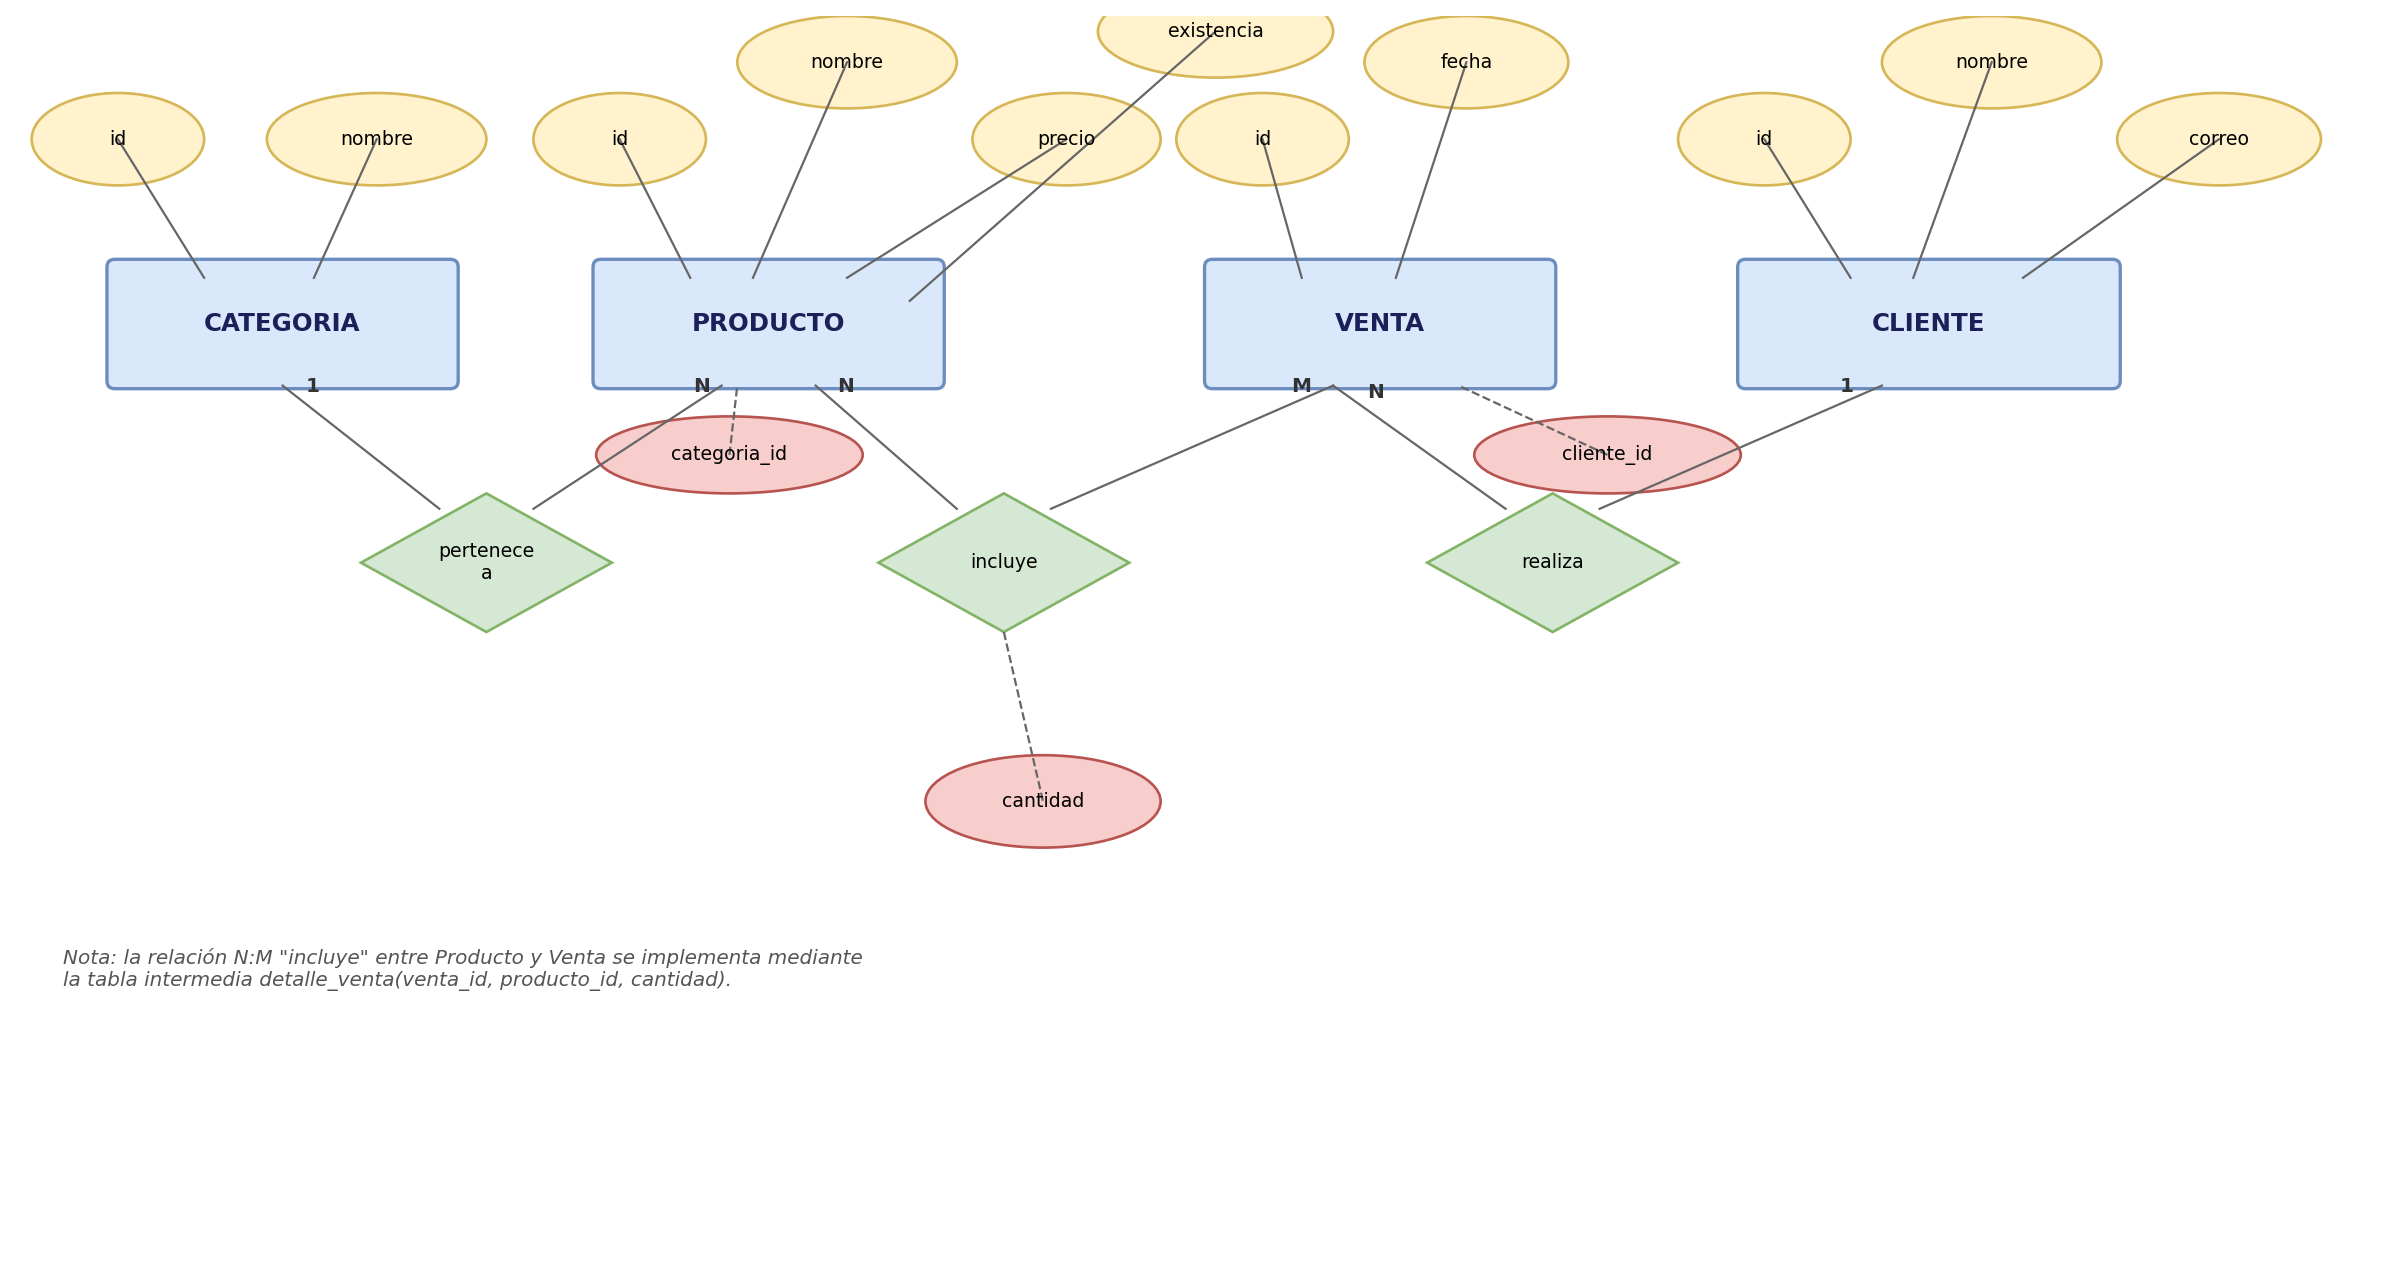 existencia
nombre
fecha
nombre
id
nombre
id
precio
id
id
correo
CATEGORIA
PRODUCTO
VENTA
CLIENTE
1
N
N
M
N
1
categoria_id
cliente_id
pertenece
a
incluye
realiza
cantidad
Nota: la relación N:M "incluye" entre Producto y Venta se implementa mediante
la tabla intermedia detalle_venta(venta_id, producto_id, cantidad).